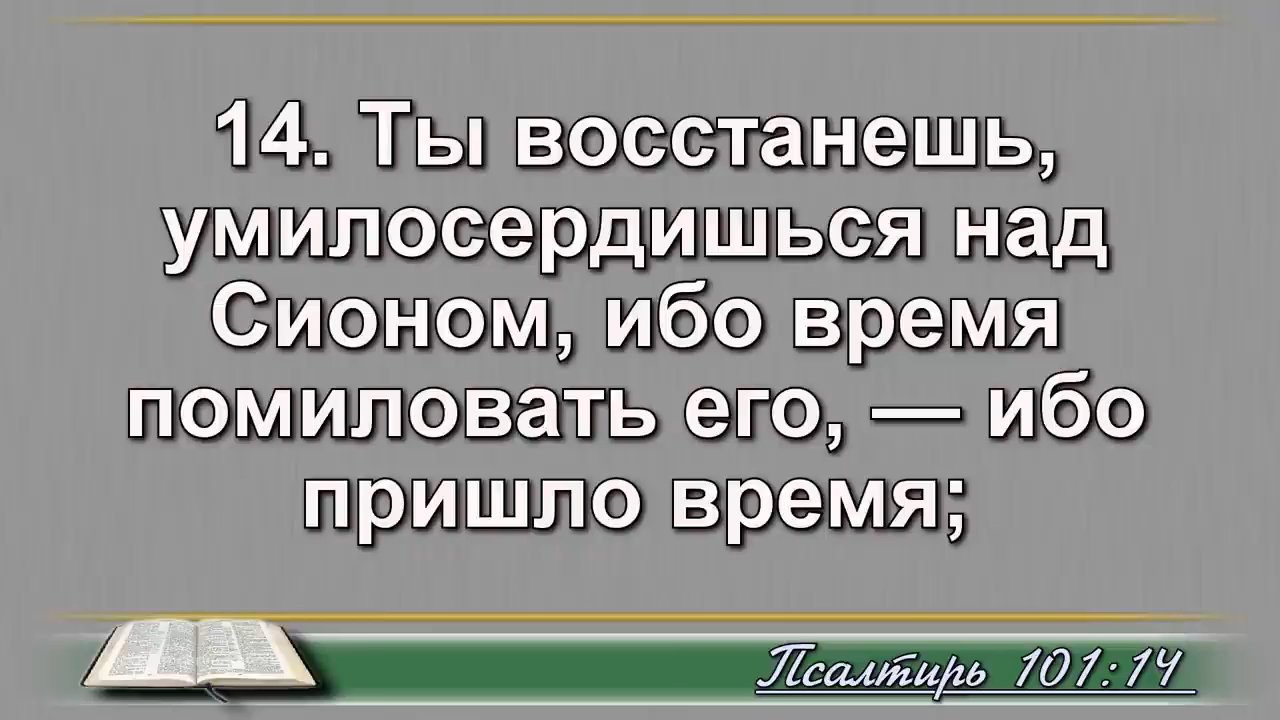 14. Ты восстанешь,
умилосердишься над
Сионом, ибо время
помиловать его, — ибо
пришло время;
Псалтирь 101:14